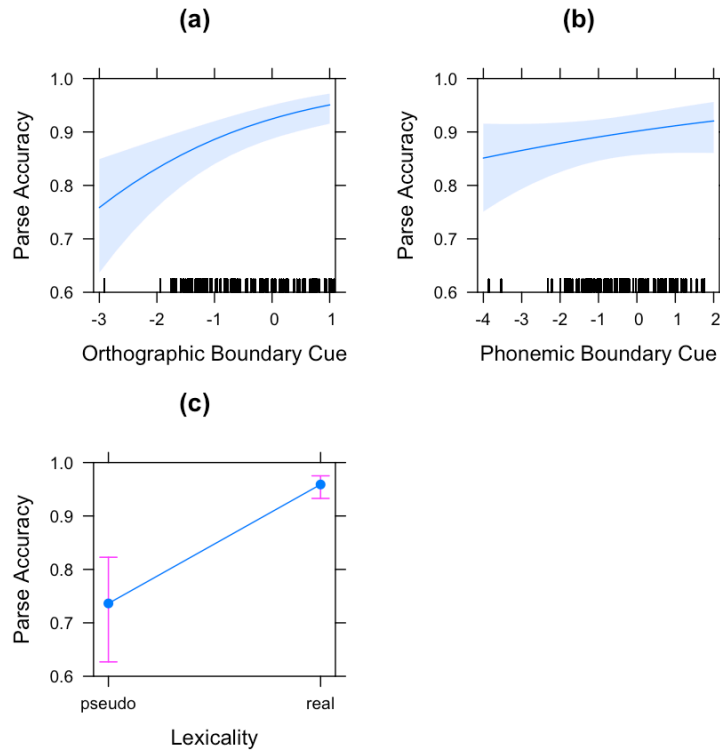 (a)
Parse Accuracy
1.0
0.9
0.8
0.7
0.6
-3 -2 -1 0 1
Orthographic Boundary Cue
(b)
Parse Accuracy
1.0
0.9
0.8
0.7
0.6
-4 -3 -2 -1 0 1 2
Phonemic Boundary Cue
(c)
Parse Accuracy
1.0
0.9
0.8
0.7
0.6
pseudo real
Lexicality